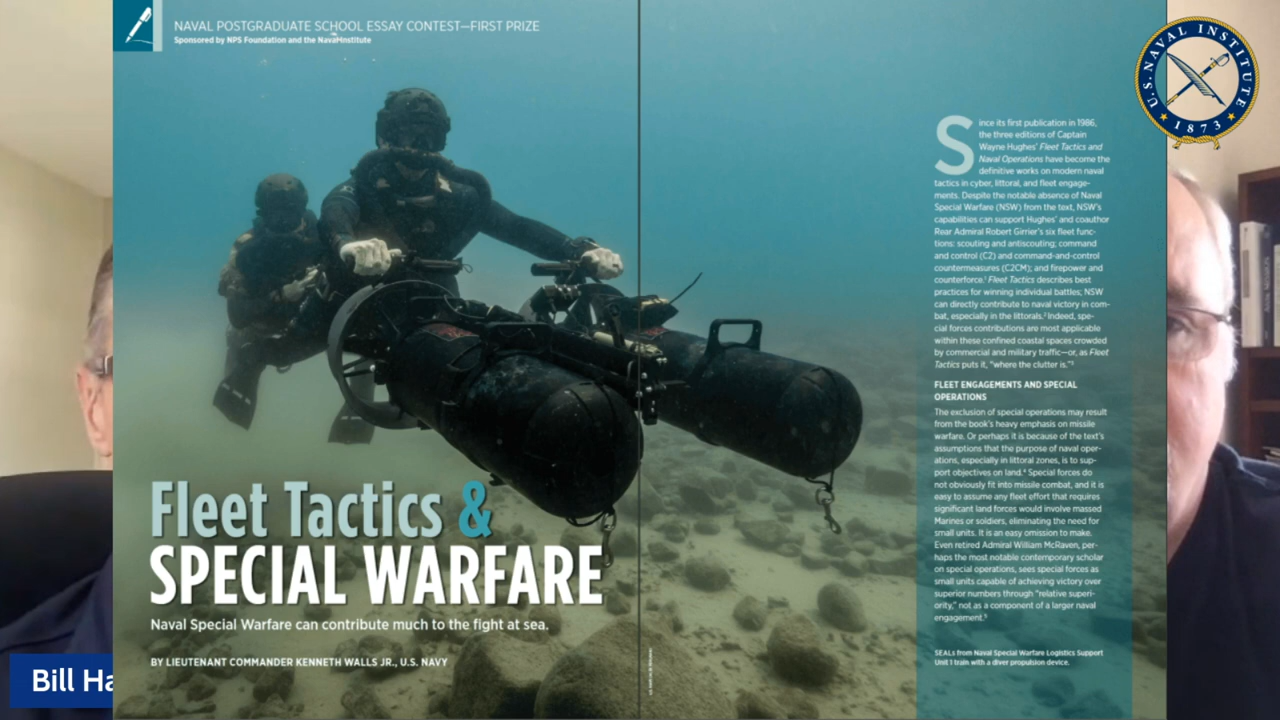 NAVAL POSTGRADUATE SCHOOL ESSAY CONTEST—FIRST PRIZE
Sponsored by NPS Foundation and the Naval Institute
U.S. NAVAL INSTITUTE
1873
Since its first publication in 1986,
the three editions of Captain
Wayne Hughes' Fleet Tactics and
Naval Operations have become the
definitive works on modern naval
tactics in cyber, littoral, and fleet engage-
ments. Despite the notable absence of Naval
Special Warfare (NSW) from the text, NSW's
capabilities can support Hughes' and coauthor
Rear Admiral Robert Girrier's six fleet func-
tions: scouting and antiscouting; command
and control (C2) and command-and-control
countermeasures (C2CM); and firepower and
counterforce.¹ Fleet Tactics describes best
practices for winning individual battles; NSW
can directly contribute to naval victory in com-
bat, especially in the littorals.² Indeed, spe-
cial forces contributions are most applicable
within these confined coastal spaces crowded
by commercial and military traffic—or, as Fleet
Tactics puts it, "where the clutter is."³
FLEET ENGAGEMENTS AND SPECIAL
OPERATIONS
The exclusion of special operations may result
from the book's heavy emphasis on missile
warfare. Or perhaps it is because of the text's
assumptions that the purpose of naval oper-
ations, especially in littoral zones, is to sup-
port objectives on land.⁴ Special forces do
not obviously fit into missile combat, and it is
easy to assume any fleet effort that requires
significant land forces would involve massed
Marines or soldiers, eliminating the need for
small units. It is an easy omission to make.
Even retired Admiral William McRaven, per-
haps the most notable contemporary scholar
on special operations, sees special forces as
small units capable of achieving victory over
superior numbers through "relative superi-
ority," not as a component of a larger naval
engagement.⁵
SEALs from Naval Special Warfare Logistics Support
Unit 1 train with a diver propulsion device.
Fleet Tactics &
SPECIAL WARFARE
Naval Special Warfare can contribute much to the fight at sea.
BY LIEUTENANT COMMANDER KENNETH WALLS JR., U.S. NAVY
Bill Ha